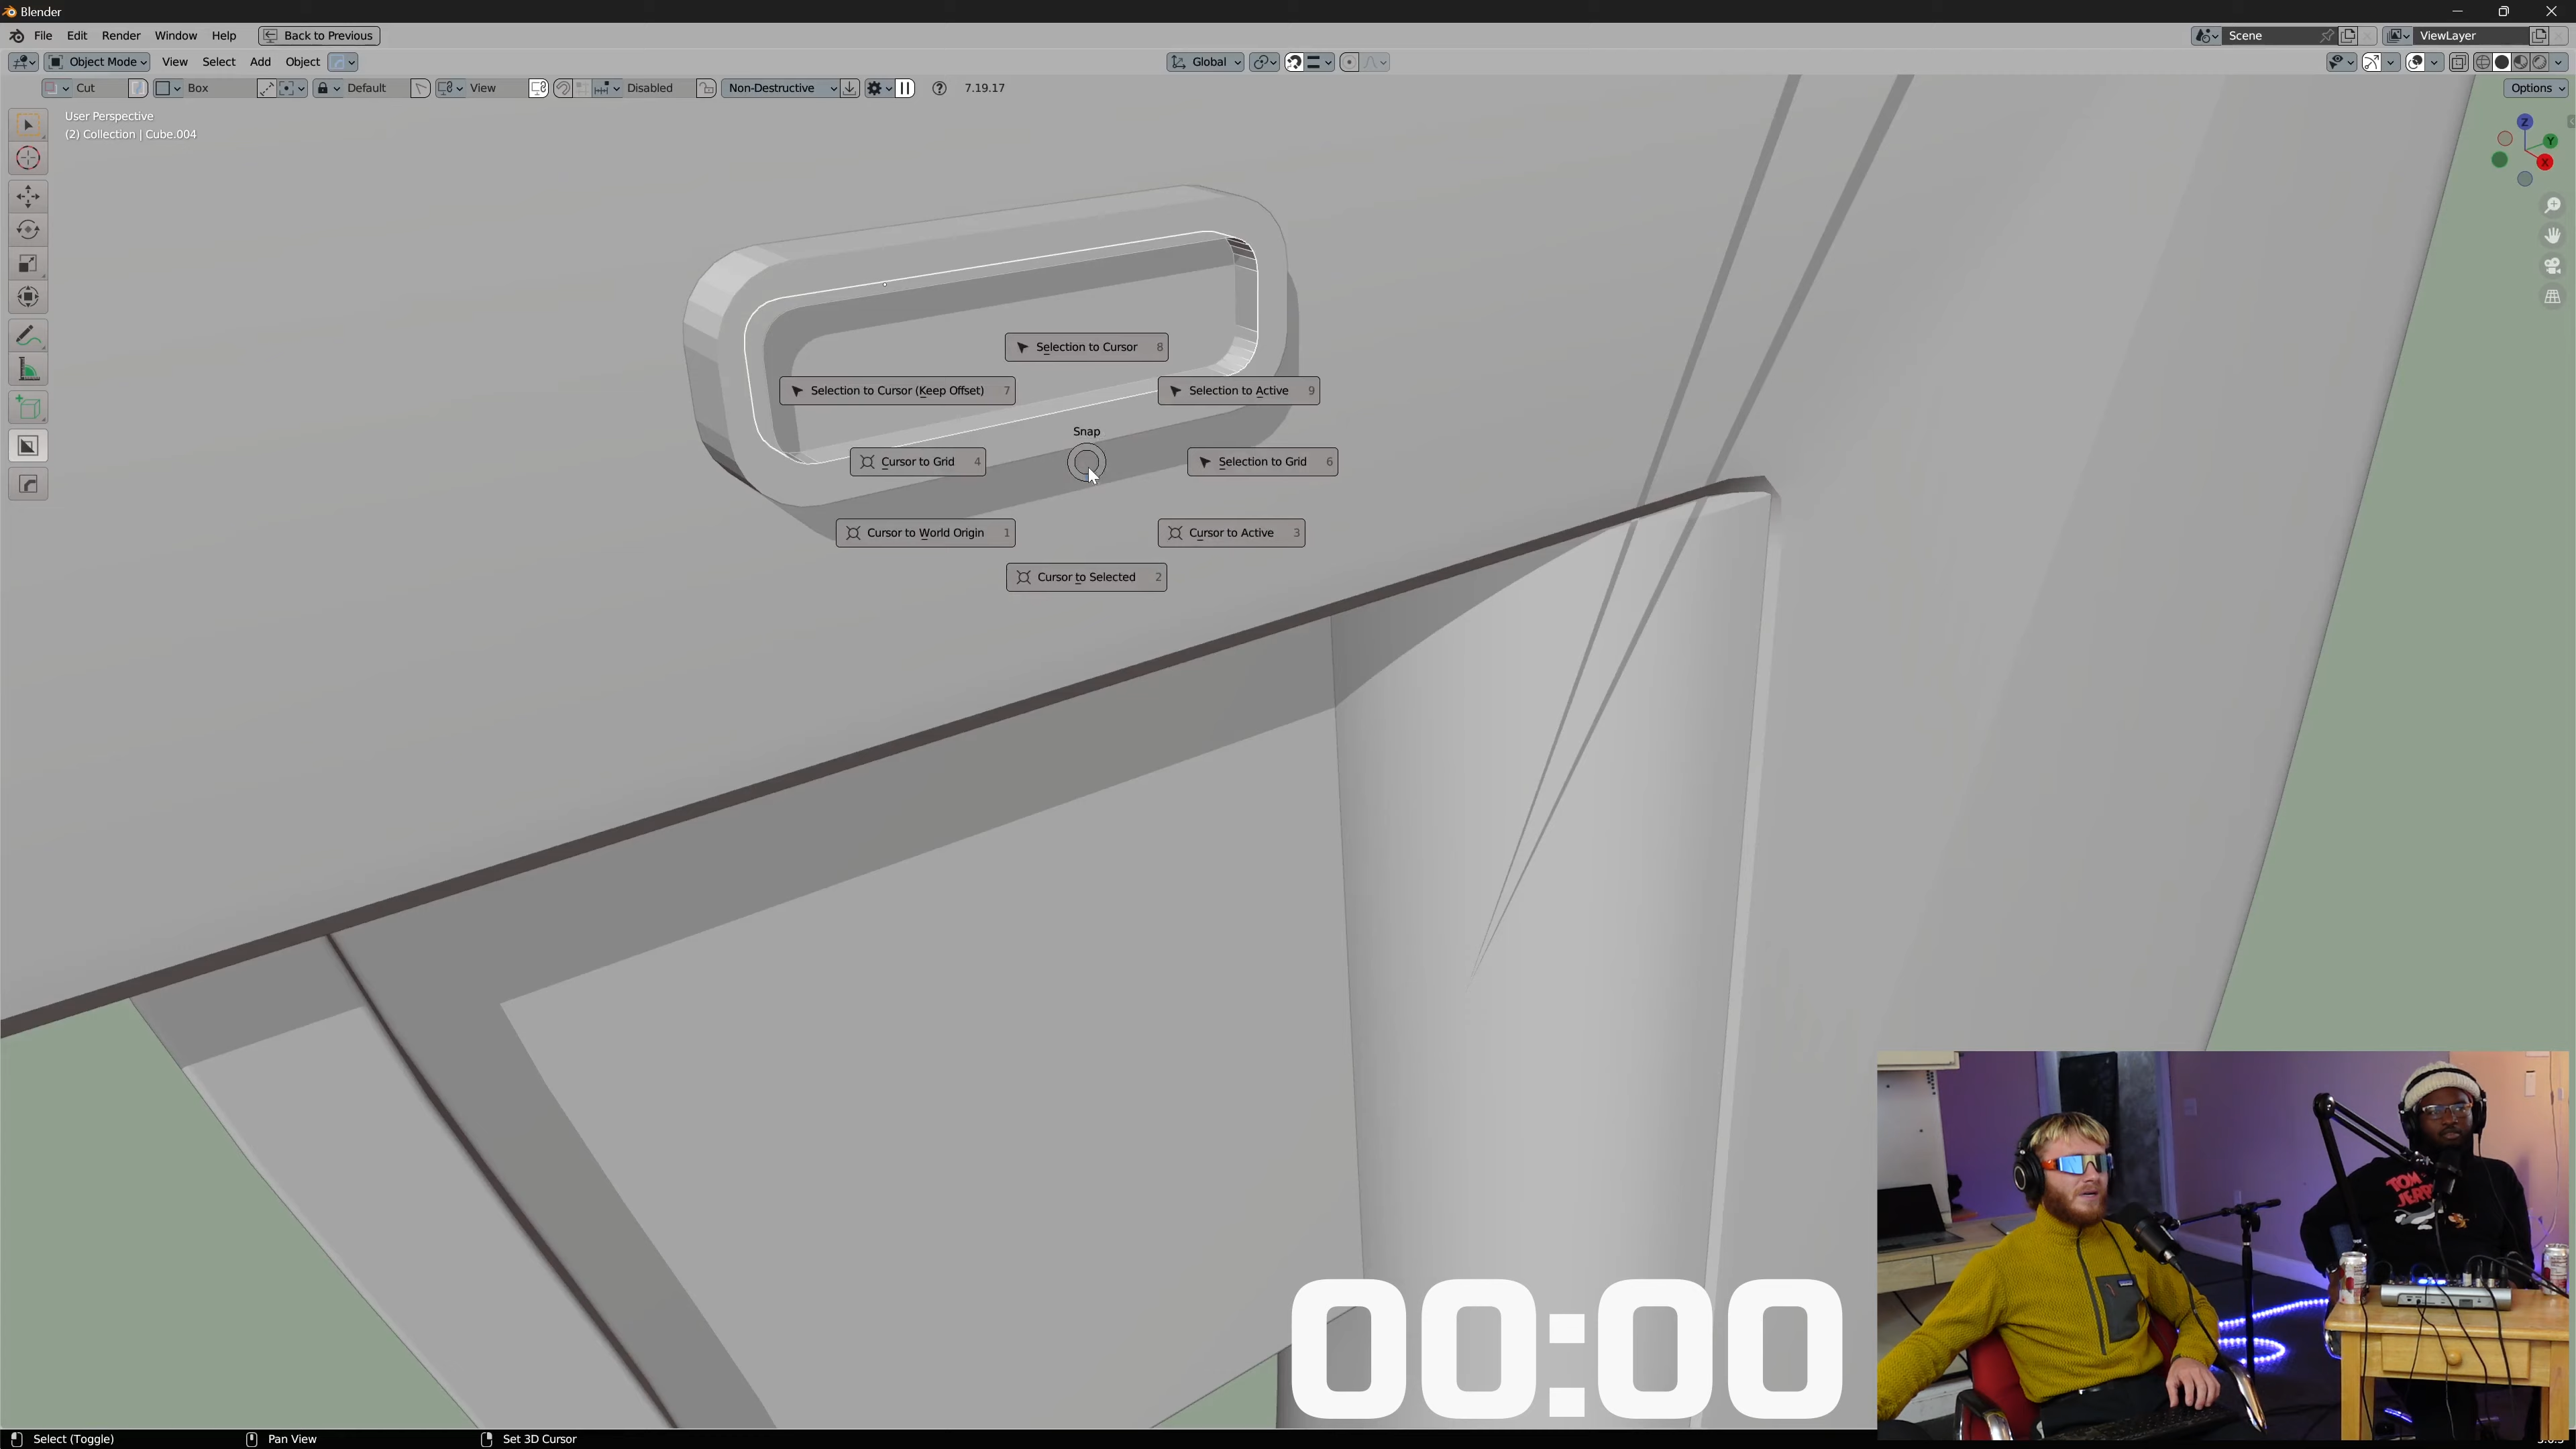 Blender
File Edit Render Window Help Back to Previous Scene ViewLayer
Object Mode View Select Add Object Global
Cut Box Default View Disabled Non-Destructive 7.19.17 Options
User Perspective
(2) Collection | Cube.004
Z
Y
X
Selection to Cursor 8
Selection to Cursor (Keep Offset) 7
Selection to Active 9
Snap
Cursor to Grid 4
Selection to Grid 6
Cursor to World Origin 1
Cursor to Active 3
Cursor to Selected 2
TOM
JERRY
00:00
Select (Toggle) Pan View Set 3D Cursor